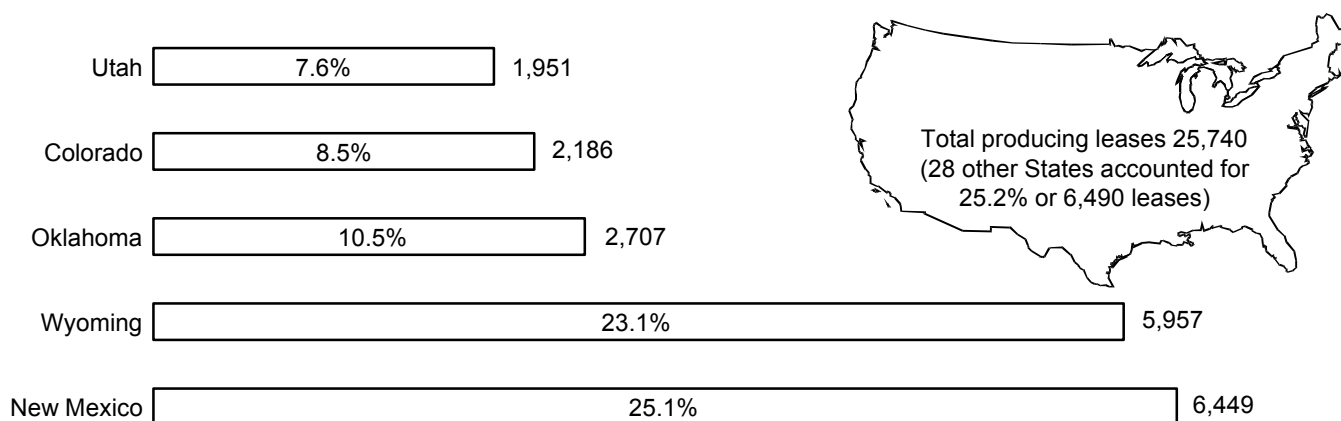 Utah 7.6% 1,951
Colorado 8.5% 2,186
Total producing leases 25,740
(28 other States accounted for
25.2% or 6,490 leases)
Oklahoma 10.5% 2,707
Wyoming 23.1% 5,957
New Mexico 25.1% 6,449